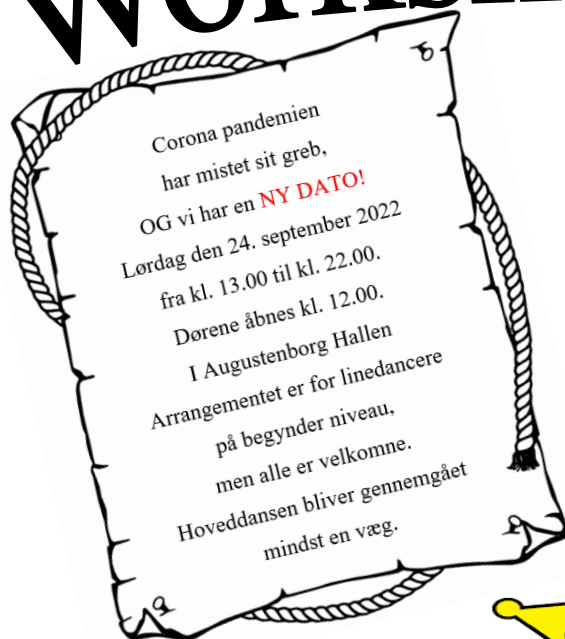 Corona pandemien
har mistet sit greb,
OG vi har en NY DATO!
Lørdag den 24. september 2022
fra kl. 13.00 til kl. 22.00.
Dørene åbnes kl. 12.00.
I Augustenborg Hallen
Arrangementet er for linedancere
på begynder niveau,
men alle er velkomne.
Hoveddansen bliver gennemgået
mindst en væg.